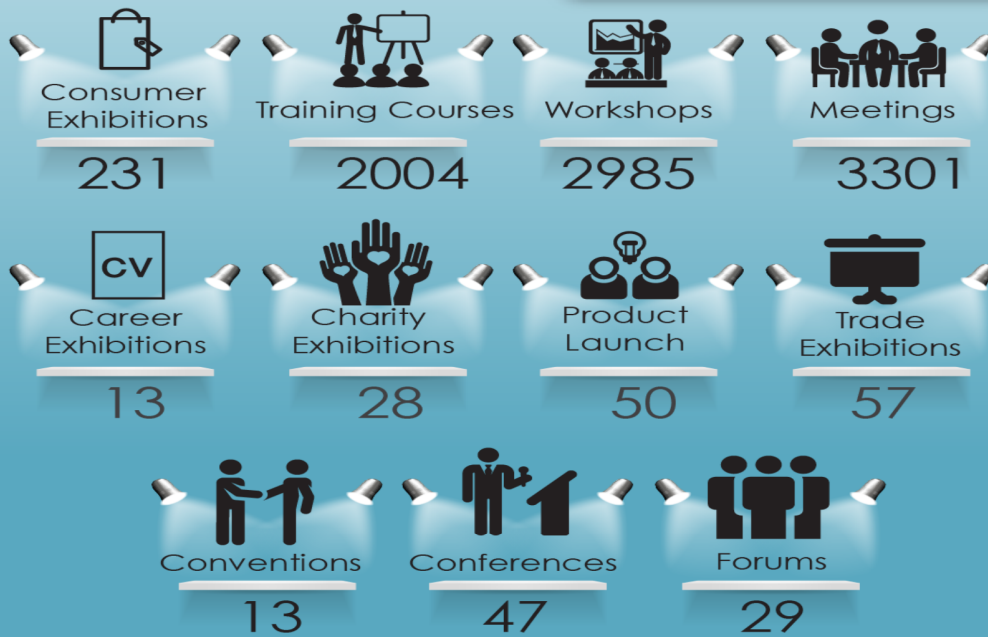 Consumer
Exhibitions
231
Training Courses
2004
Workshops
2985
Meetings
3301
CV
Career
Exhibitions
13
Charity
Exhibitions
28
Product
Launch
50
Trade
Exhibitions
57
Conventions
13
Conferences
47
Forums
29